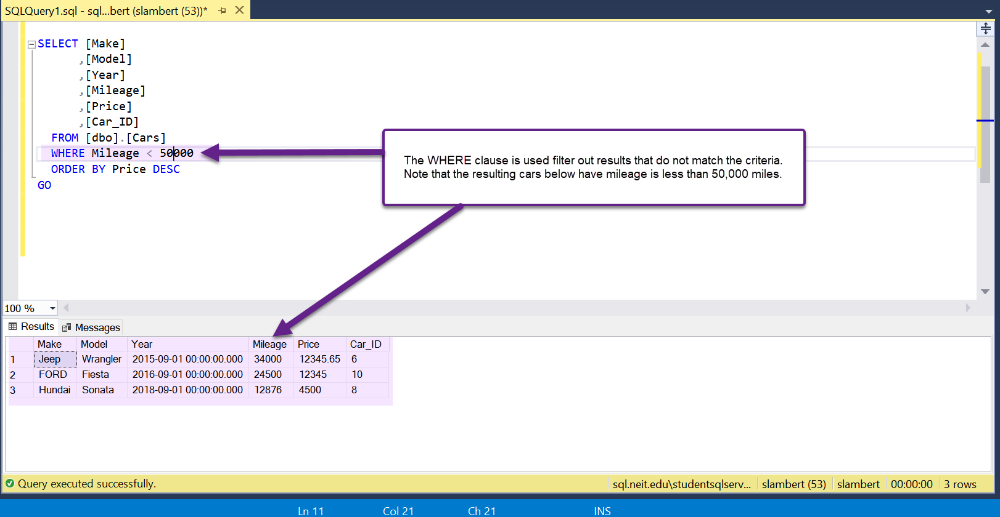 SQLQuery1.sql - sql...bert (slambert (53))*
SELECT [Make]
,[Model]
,[Year]
,[Mileage]
,[Price]
,[Car_ID]
FROM [dbo].[Cars]
WHERE Mileage < 50000
ORDER BY Price DESC
GO
The WHERE clause is used filter out results that do not match the criteria.
Note that the resulting cars below have mileage is less than 50,000 miles.
100 %
Results Messages
Make Model Year Mileage Price Car_ID
1 Jeep Wrangler 2015-09-01 00:00:00.000 34000 12345.65 6
2 FORD Fiesta 2016-09-01 00:00:00.000 24500 12345 10
3 Hundai Sonata 2018-09-01 00:00:00.000 12876 4500 8
Query executed successfully. sql.neit.edu\studentsqlserv... slambert (53) slambert 00:00:00 3 rows
Ln 11 Col 21 Ch 21 INS